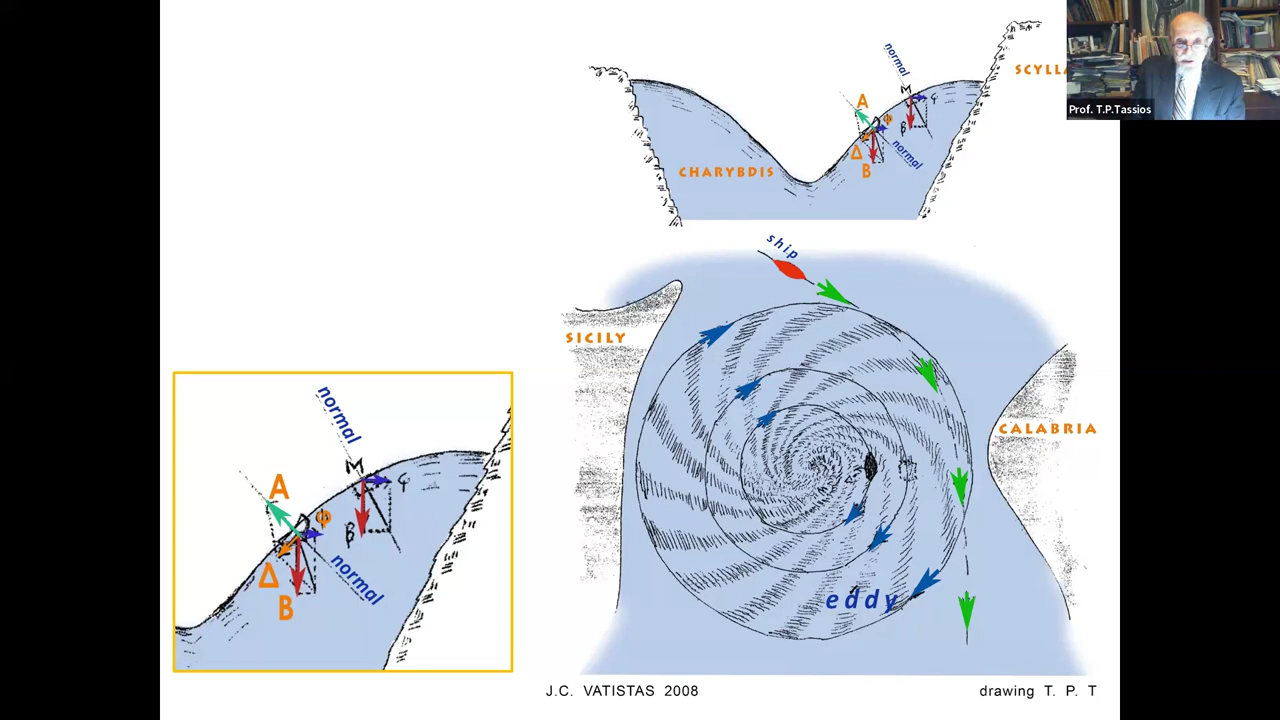 normal
M
SCYLLA
A
ς
Φ
B
normal
Δ
CHARYBDIS
B
Prof. T.P.Tassios
ship
SICILY
CALABRIA
eddy
normal
M
A
ς
Φ
B
normal
Δ
B
J.C. VATISTAS 2008
drawing T. P. T